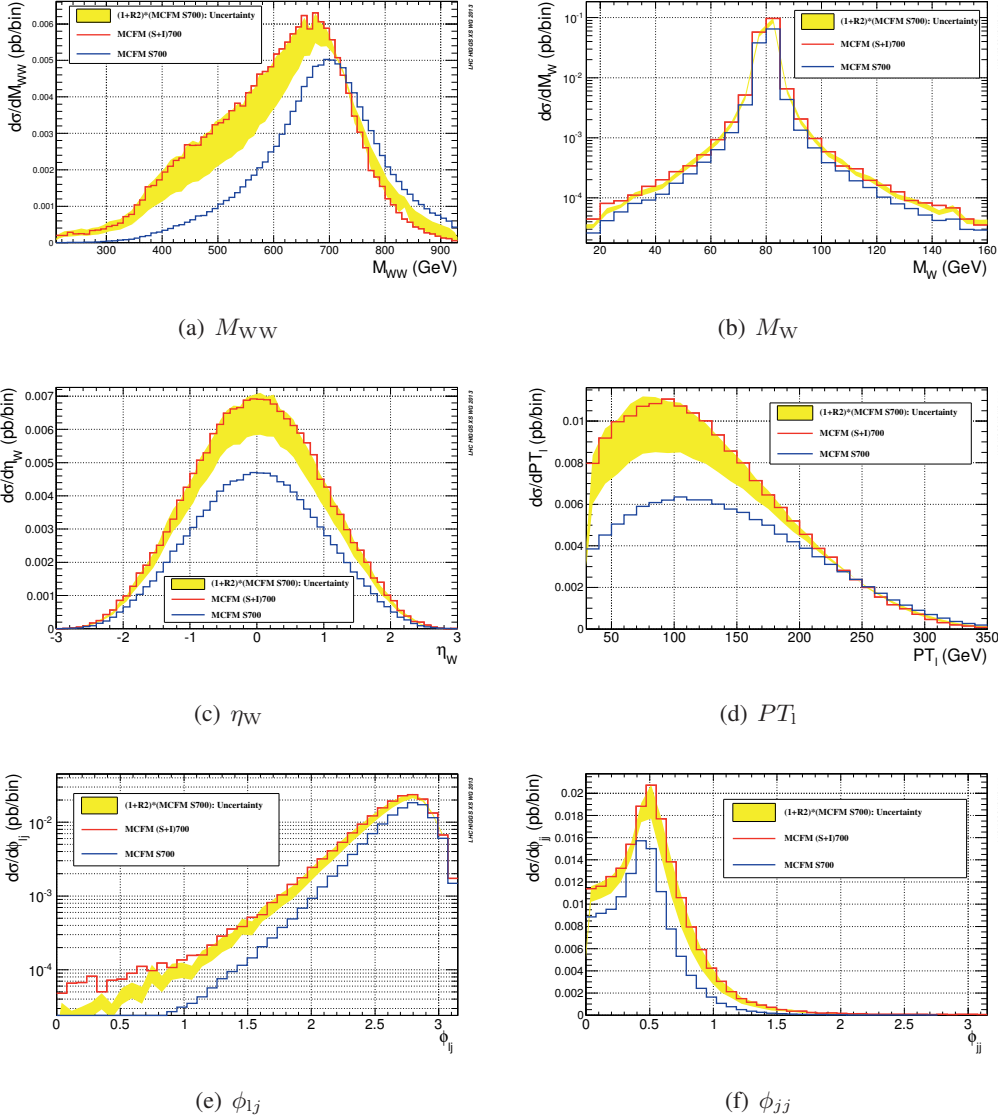 dσ/dM_WW (pb/bin)
0.006
0.005
0.004
0.003
0.002
0.001
0
(1+R2)*(MCFM S700): Uncertainty
MCFM (S+I)700
MCFM S700
LHC HIGGS XS WG 2013
300 400 500 600 700 800 900
M_WW (GeV)
(a) M_WW
dσ/dM_W (pb/bin)
10^-1
10^-2
10^-3
10^-4
(1+R2)*(MCFM S700): Uncertainty
MCFM (S+I)700
MCFM S700
20 40 60 80 100 120 140 160
M_W (GeV)
(b) M_W
dσ/dη_W (pb/bin)
0.007
0.006
0.005
0.004
0.003
0.002
0.001
0
(1+R2)*(MCFM S700): Uncertainty
MCFM (S+I)700
MCFM S700
LHC HIGGS XS WG 2013
-3 -2 -1 0 1 2 3
η_W
(c) η_W
dσ/dPT_l (pb/bin)
0.01
0.008
0.006
0.004
0.002
0
(1+R2)*(MCFM S700): Uncertainty
MCFM (S+I)700
MCFM S700
50 100 150 200 250 300 350
PT_l (GeV)
(d) PT_l
dσ/dϕ_lj (pb/bin)
10^-2
10^-3
10^-4
(1+R2)*(MCFM S700): Uncertainty
MCFM (S+I)700
MCFM S700
LHC HIGGS XS WG 2013
0 0.5 1 1.5 2 2.5 3
ϕ_lj
(e) ϕ_lj
dσ/dϕ_jj (pb/bin)
0.02
0.018
0.016
0.014
0.012
0.01
0.008
0.006
0.004
0.002
0
(1+R2)*(MCFM S700): Uncertainty
MCFM (S+I)700
MCFM S700
0 0.5 1 1.5 2 2.5 3
ϕ_jj
(f) ϕ_jj